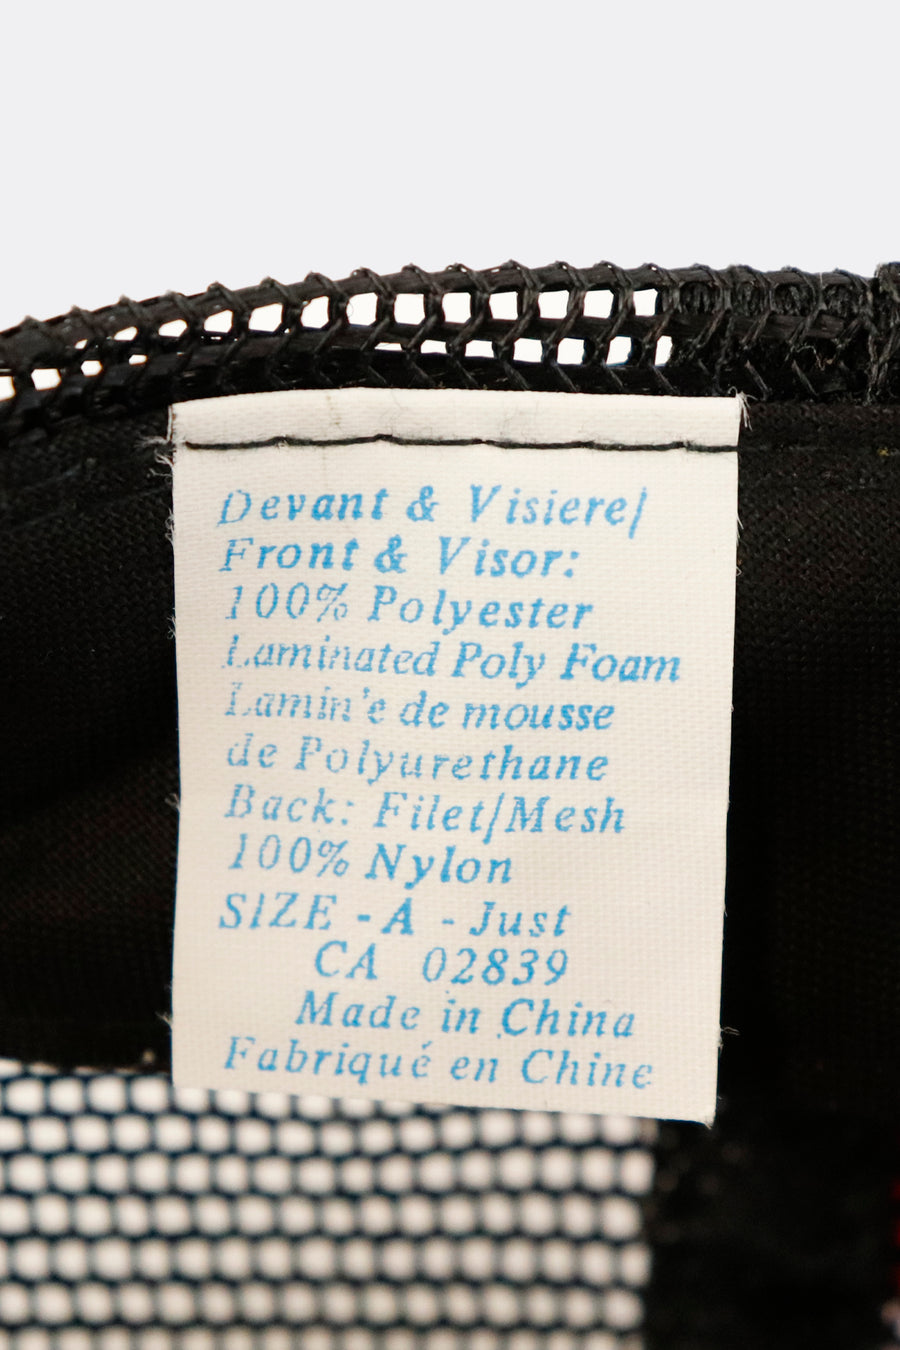 Devant & Visiere/
Front & Visor:
100% Polyester
Laminated Poly Foam
Lamin'e de mousse
de Polyurethane
Back: Filet/Mesh
100% Nylon
SIZE - A - Just
CA 02839
Made in China
Fabriqué en Chine